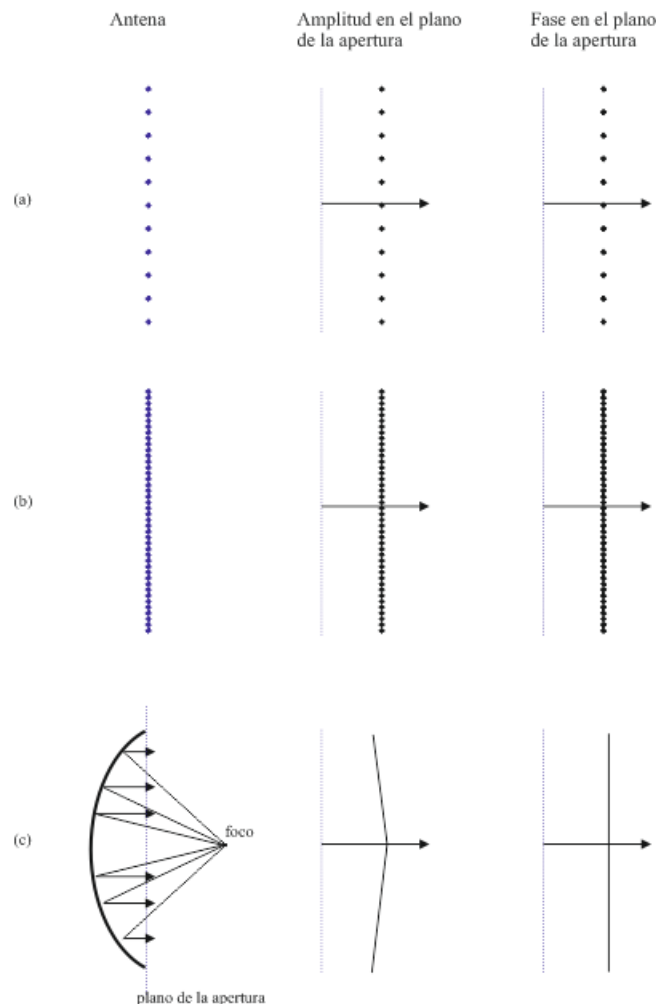 Antena
Amplitud en el plano
de la apertura
Fase en el plano
de la apertura
(a)
(b)
(c)
foco
plano de la apertura